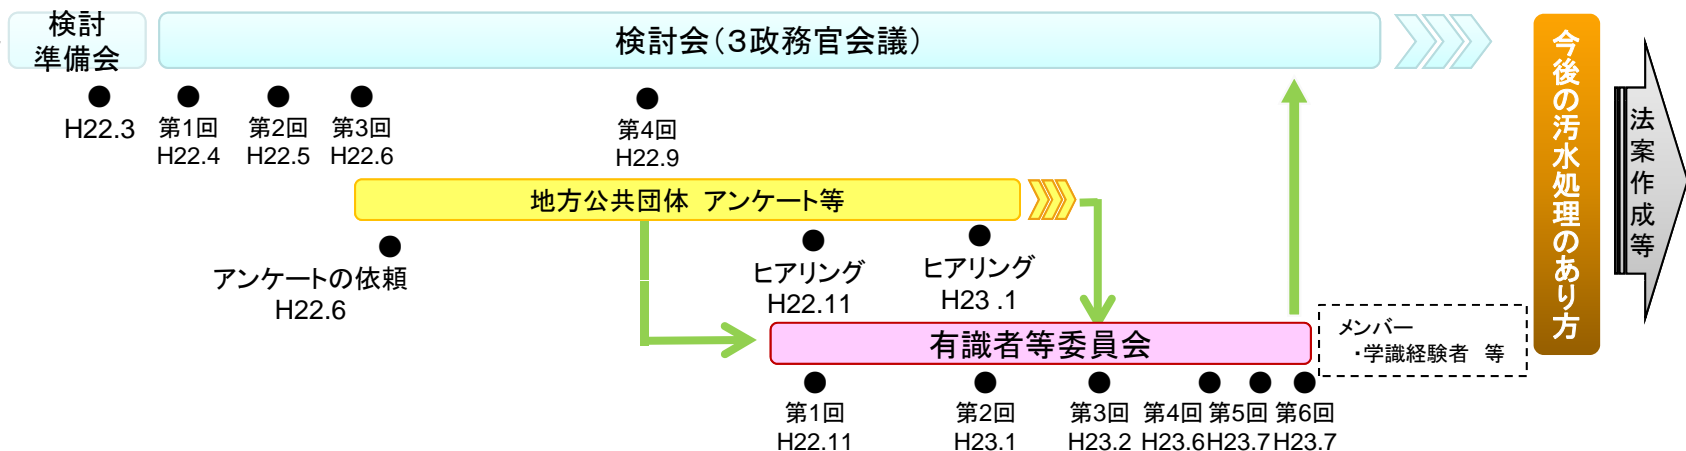 検討
準備会
検討会（３政務官会議）
H22.3
第1回
H22.4
第2回
H22.5
第3回
H22.6
第4回
H22.9
地方公共団体 アンケート等
アンケートの依頼
H22.6
ヒアリング
H22.11
ヒアリング
H23 .1
有識者等委員会
メンバー
・学識経験者 等
第1回
H22.11
第2回
H23.1
第3回
H23.2
第4回
H23.6
第5回
H23.7
第6回
H23.7
今後の汚水処理のあり方
法案作成等